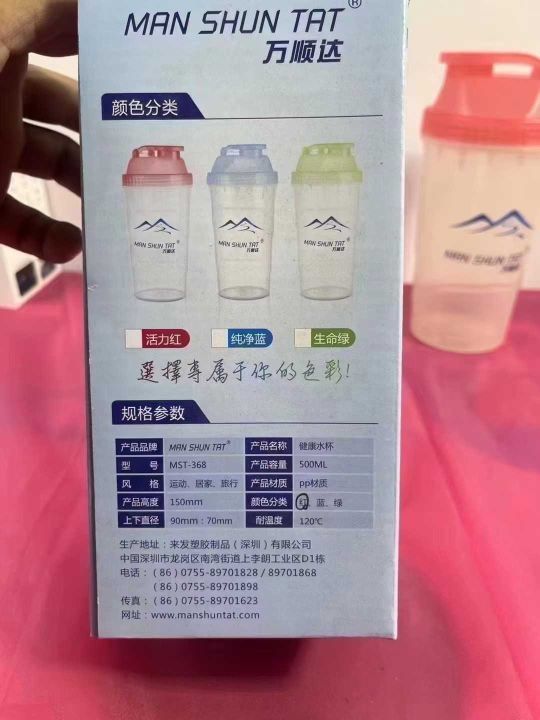 MAN SHUN TAT®
万顺达
颜色分类
MAN SHUN TAT®
万顺达
MAN SHUN TAT®
万顺达
MAN SHUN TAT®
万顺达
MAN SHUN TAT®
万顺达
活力红 纯净蓝 生命绿
選擇專属于你的色彩!
规格参数
产品品牌 MAN SHUN TAT® 产品名称 健康水杯
型 号 MST-368 产品容量 500ML
风 格 运动、居家、旅行 产品材质 pp材质
产品高度 150mm 颜色分类 红、蓝、绿
上下直径 90mm : 70mm 耐温度 120℃
生产地址：来发塑胶制品（深圳）有限公司
中国深圳市龙岗区南湾街道上李朗工业区D1栋
电话：（86）0755-89701828 / 89701868
（86）0755-89701898
传真：（86）0755-89701623
网址：www.manshuntat.com